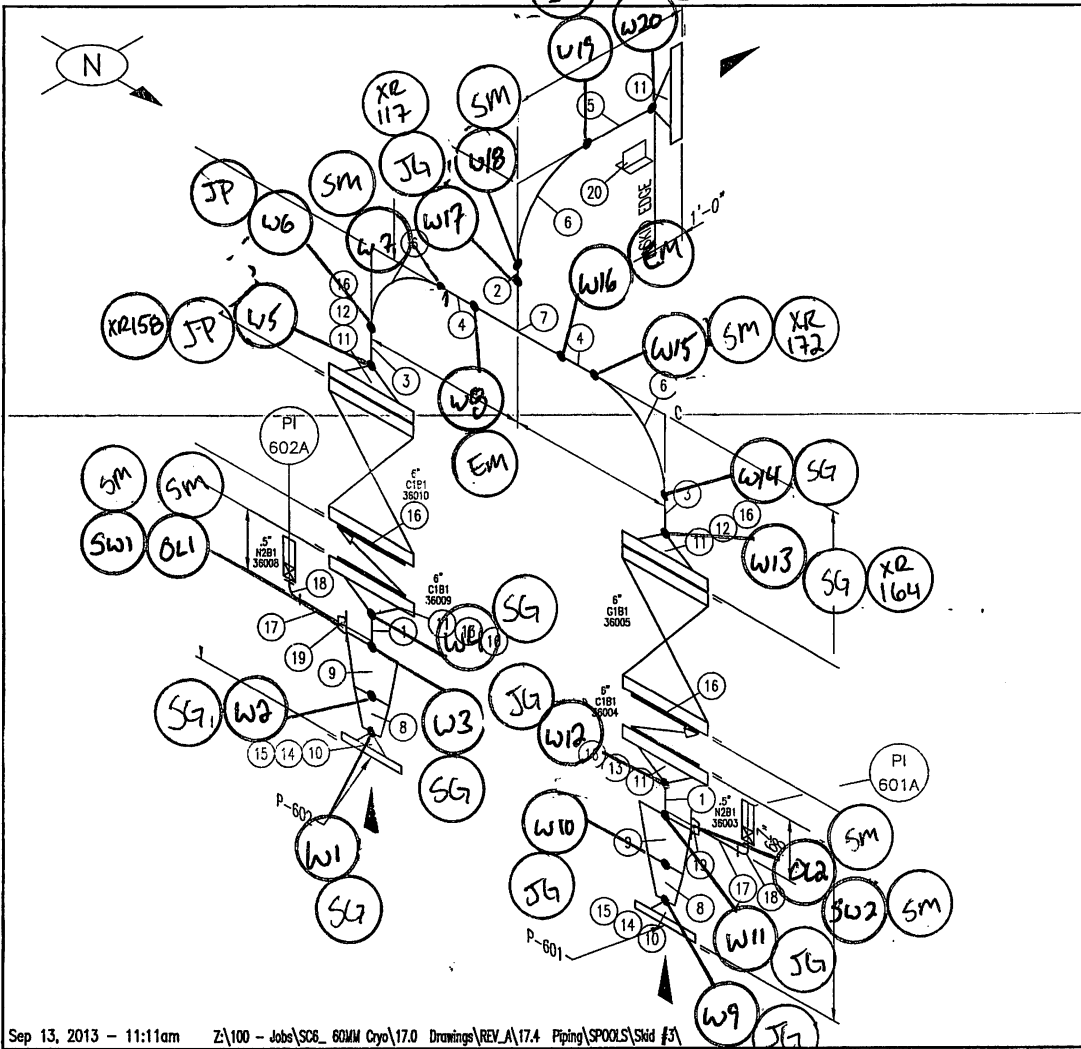 W20
W19
N
11
XR 117
SM
5
JG
W18
20
SKID EDGE
1'-0"
JP
SM
W6
W7
W17
6
W16
EM
2
16
12
11
4
7
4
XR158
JP
W5
3
W15
SM
XR 172
6
C
W8
EM
PI 602A
W14
SG
3
16
12
11
SM
SM
6" C1B1 36010
16
W13
SG
XR 164
SW1
OL1
.5" N2B1 36008
18
6" C1B1 36009
SG
W4
6" C1B1 36005
17
1
19
9
16
SG
W2
8
W3
JG
6" C1B1 36004
W12
PI 601A
15
14
10
SG
13
11
P-602
1
.5" N2B1 36003
SM
W1
W10
9
19
OL2
SG
JG
8
17
18
SW2
SM
15
14
10
W11
P-601
JG
W9
JG
Sep 13, 2013 - 11:11am Z:\100 - Jobs\SC6_ 60MM Cryo\17.0 Drawings\REV_A\17.4 Piping\SPOOLS\Skid #3\